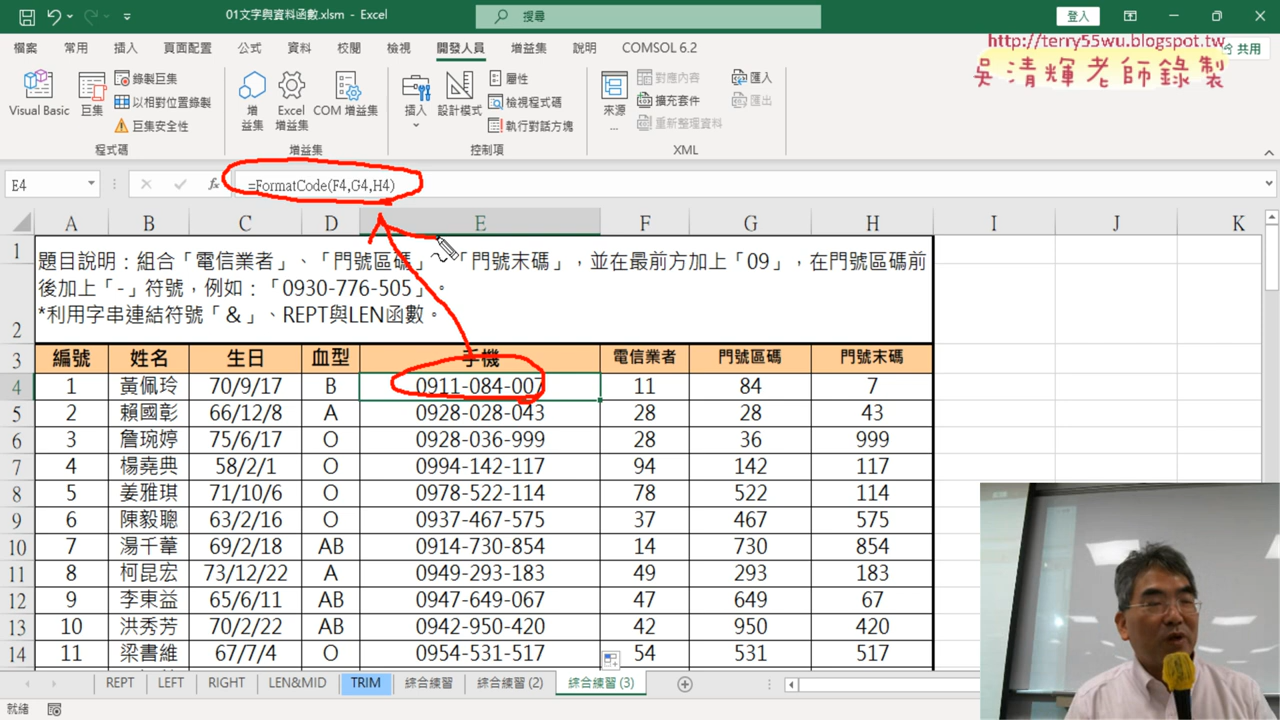 01文字與資料函數.xlsm - Excel
搜尋
登入
http://terry55wu.blogspot.tw
吳清輝老師錄製
檔案 常用 插入 頁面配置 公式 資料 校閱 檢視 開發人員 增益集 說明 COMSOL 6.2 共用
Visual Basic 巨集 錄製巨集 以相對位置錄製 巨集安全性 程式碼
增益集 Excel 增益集 COM 增益集 增益集
插入 設計模式 屬性 檢視程式碼 執行對話方塊 控制項
來源... 對應內容 擴充套件 重新整理資料 匯入 匯出 XML
E4 fx =FormatCode(F4,G4,H4)
A B C D E F G H I J K
1 題目說明：組合「電信業者」、「門號區碼」、「門號末碼」，並在最前方加上「09」，在門號區碼前
後加上「-」符號，例如：「0930-776-505」。
2 *利用字串連結符號「&」、REPT與LEN函數。
3 編號 姓名 生日 血型 手機 電信業者 門號區碼 門號末碼
4 1 黃佩玲 70/9/17 B 0911-084-007 11 84 7
5 2 賴國彰 66/12/8 A 0928-028-043 28 28 43
6 3 詹琬婷 75/6/17 O 0928-036-999 28 36 999
7 4 楊堯典 58/2/1 O 0994-142-117 94 142 117
8 5 姜雅琪 71/10/6 O 0978-522-114 78 522 114
9 6 陳毅聰 63/2/16 O 0937-467-575 37 467 575
10 7 湯千葦 69/2/18 AB 0914-730-854 14 730 854
11 8 柯昆宏 73/12/22 A 0949-293-183 49 293 183
12 9 李東益 65/6/11 AB 0947-649-067 47 649 67
13 10 洪秀芳 70/2/22 AB 0942-950-420 42 950 420
14 11 梁書維 67/7/4 O 0954-531-517 54 531 517
REPT LEFT RIGHT LEN&MID TRIM 綜合練習 綜合練習 (2) 綜合練習 (3)
就緒